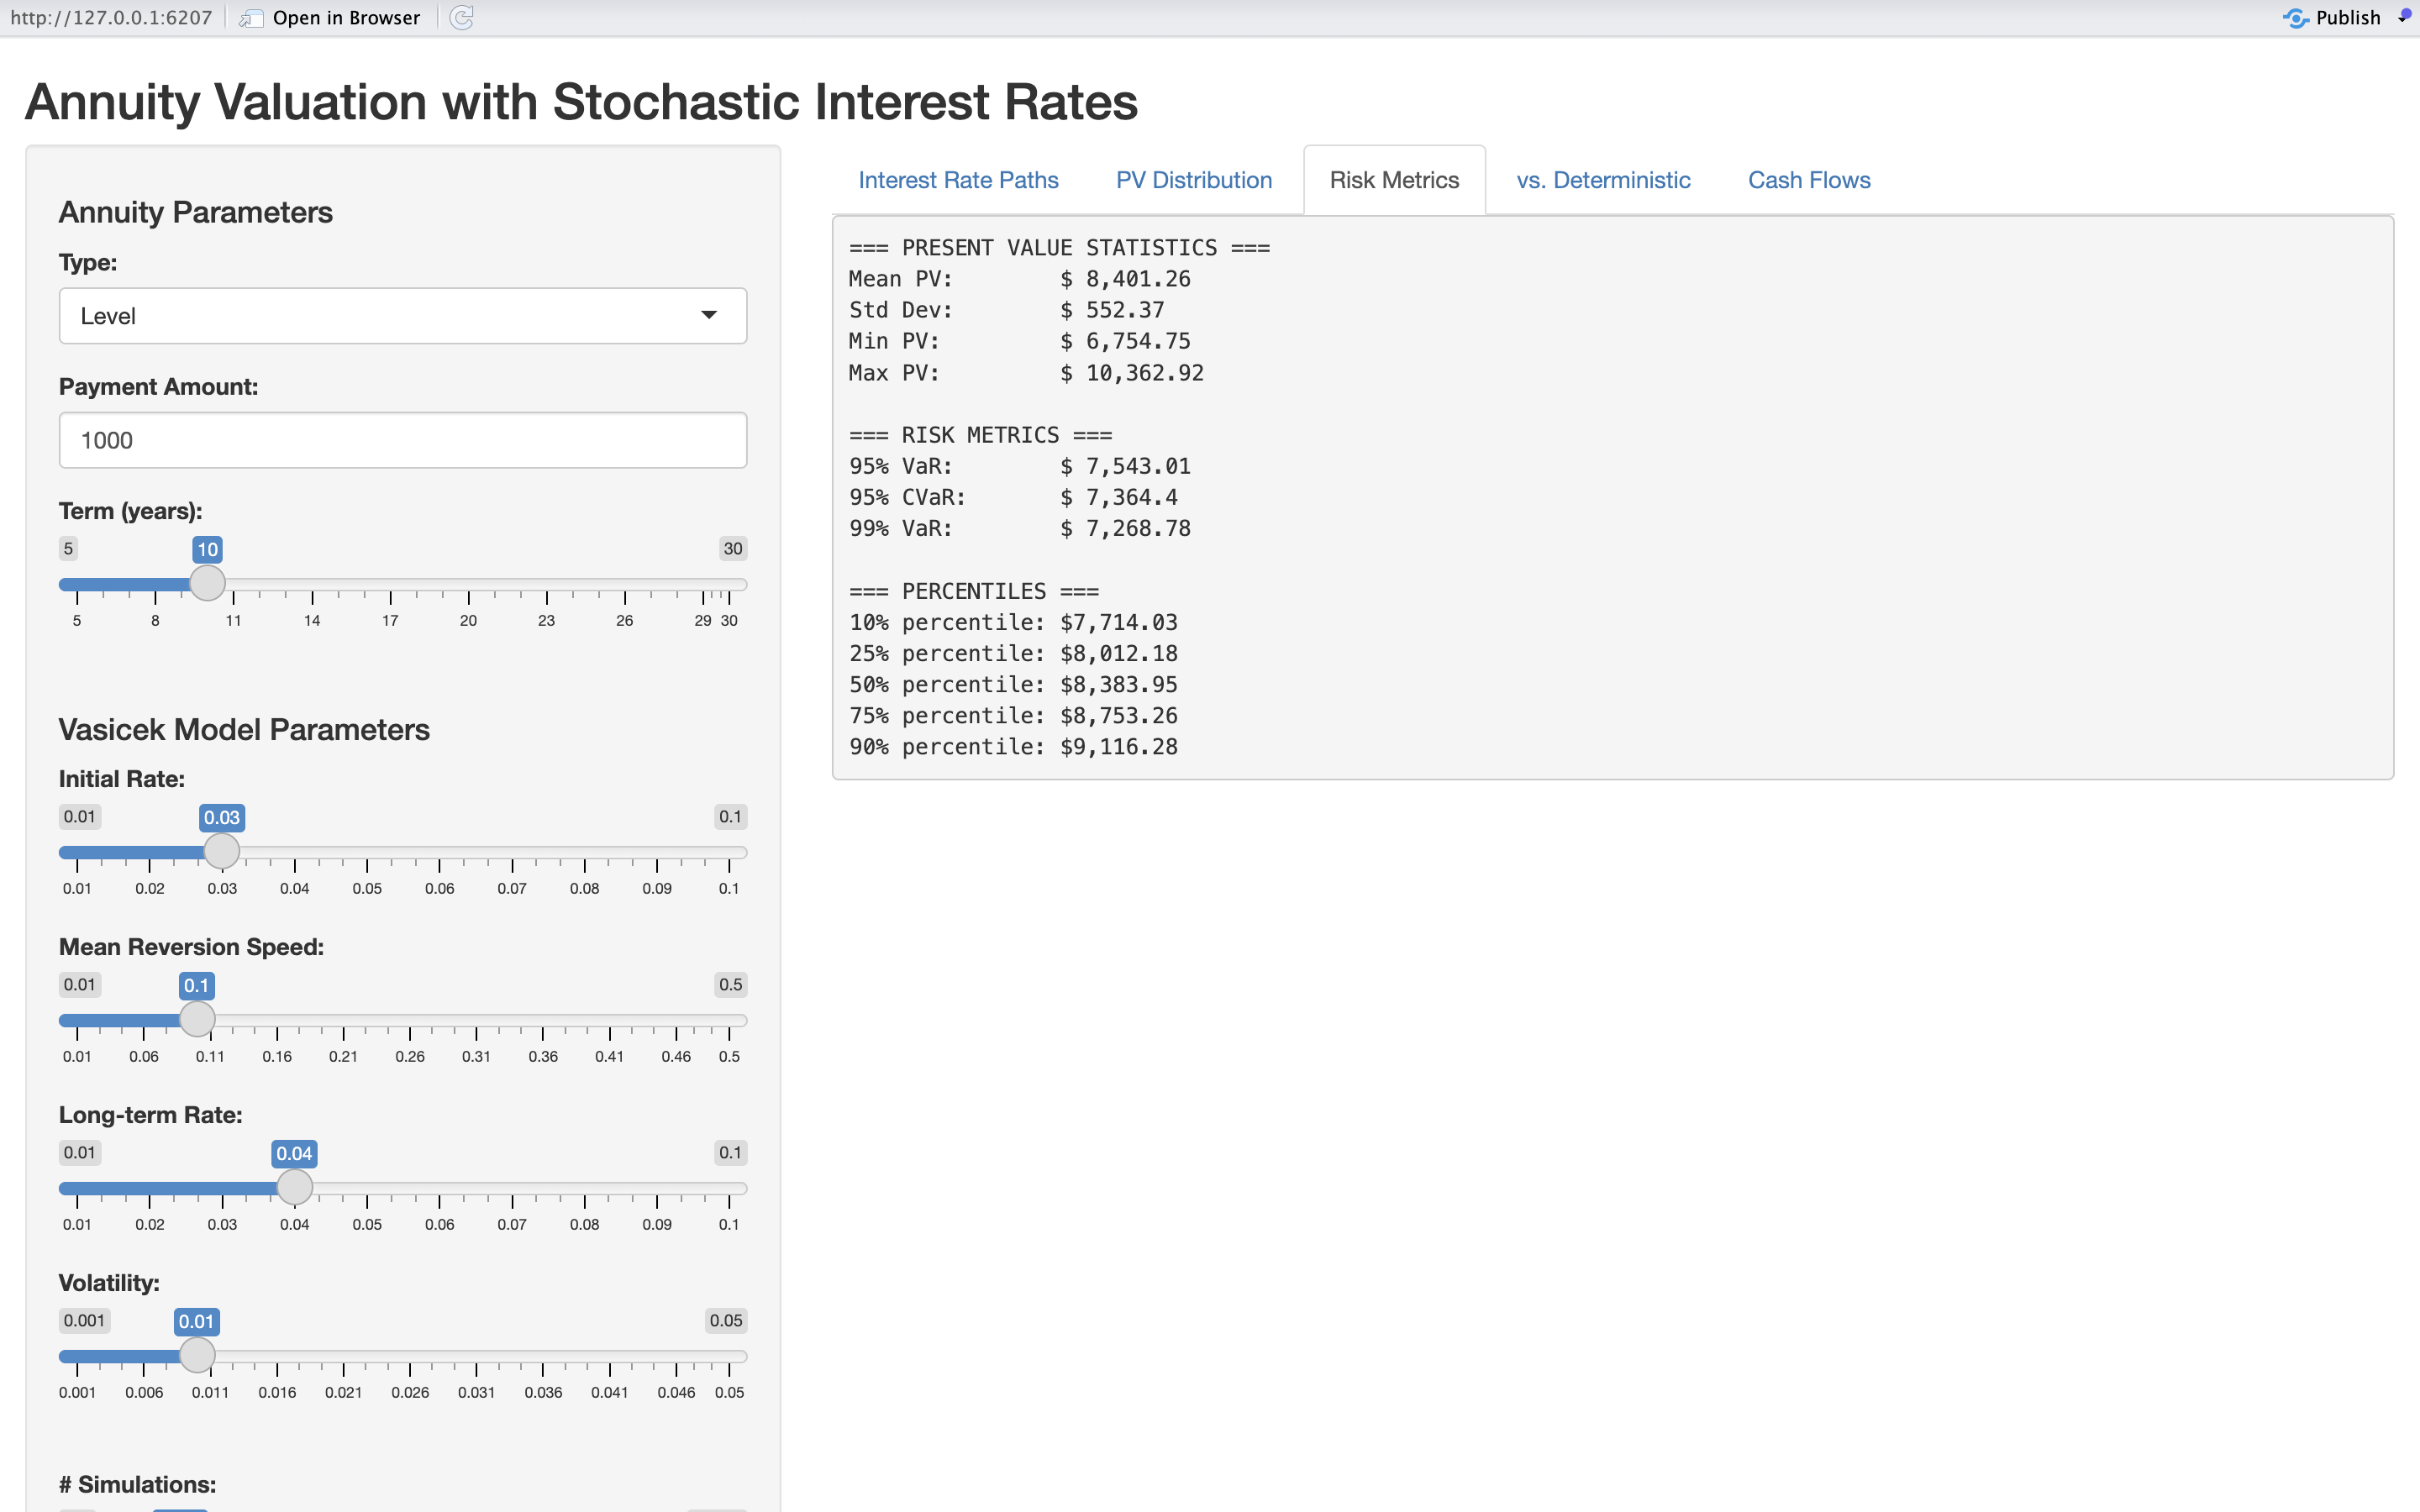 http://127.0.0.1:6207 Open in Browser Publish
Annuity Valuation with Stochastic Interest Rates
Annuity Parameters
Type:
Level
Payment Amount:
1000
Term (years):
5 10 30
5 8 11 14 17 20 23 26 29 30
Vasicek Model Parameters
Initial Rate:
0.01 0.03 0.1
0.01 0.02 0.03 0.04 0.05 0.06 0.07 0.08 0.09 0.1
Mean Reversion Speed:
0.01 0.1 0.5
0.01 0.06 0.11 0.16 0.21 0.26 0.31 0.36 0.41 0.46 0.5
Long-term Rate:
0.01 0.04 0.1
0.01 0.02 0.03 0.04 0.05 0.06 0.07 0.08 0.09 0.1
Volatility:
0.001 0.01 0.05
0.001 0.006 0.011 0.016 0.021 0.026 0.031 0.036 0.041 0.046 0.05
# Simulations:
Interest Rate Paths PV Distribution Risk Metrics vs. Deterministic Cash Flows
=== PRESENT VALUE STATISTICS ===
Mean PV: $ 8,401.26
Std Dev: $ 552.37
Min PV: $ 6,754.75
Max PV: $ 10,362.92
=== RISK METRICS ===
95% VaR: $ 7,543.01
95% CVaR: $ 7,364.4
99% VaR: $ 7,268.78
=== PERCENTILES ===
10% percentile: $7,714.03
25% percentile: $8,012.18
50% percentile: $8,383.95
75% percentile: $8,753.26
90% percentile: $9,116.28